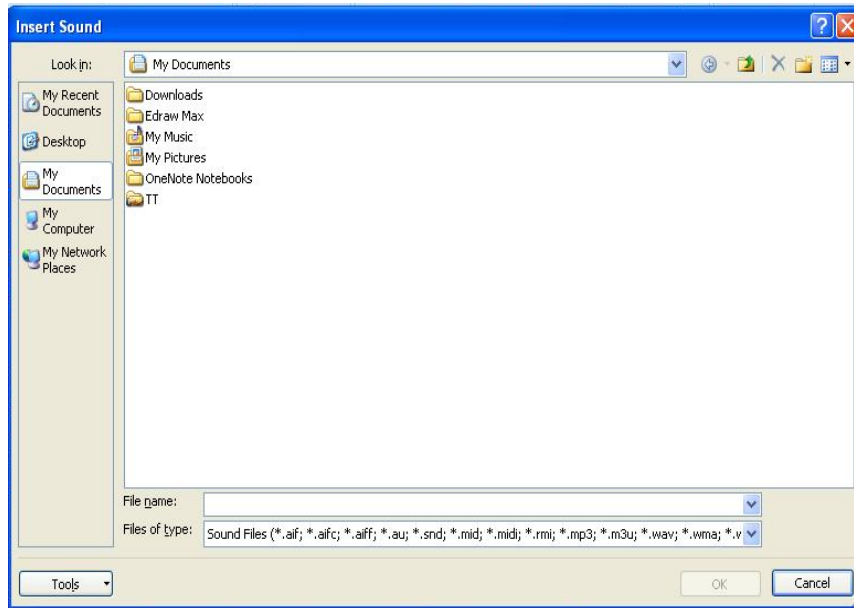 Insert Sound
Look in:
My Documents
My Recent
Documents
Desktop
My
Documents
My
Computer
My Network
Places
Downloads
Edraw Max
My Music
My Pictures
OneNote Notebooks
TT
File name:
Files of type:
Sound Files (*.aif; *.aifc; *.aiff; *.au; *.snd; *.mid; *.midi; *.rmi; *.mp3; *.m3u; *.wav; *.wma; *.v
Tools
OK
Cancel